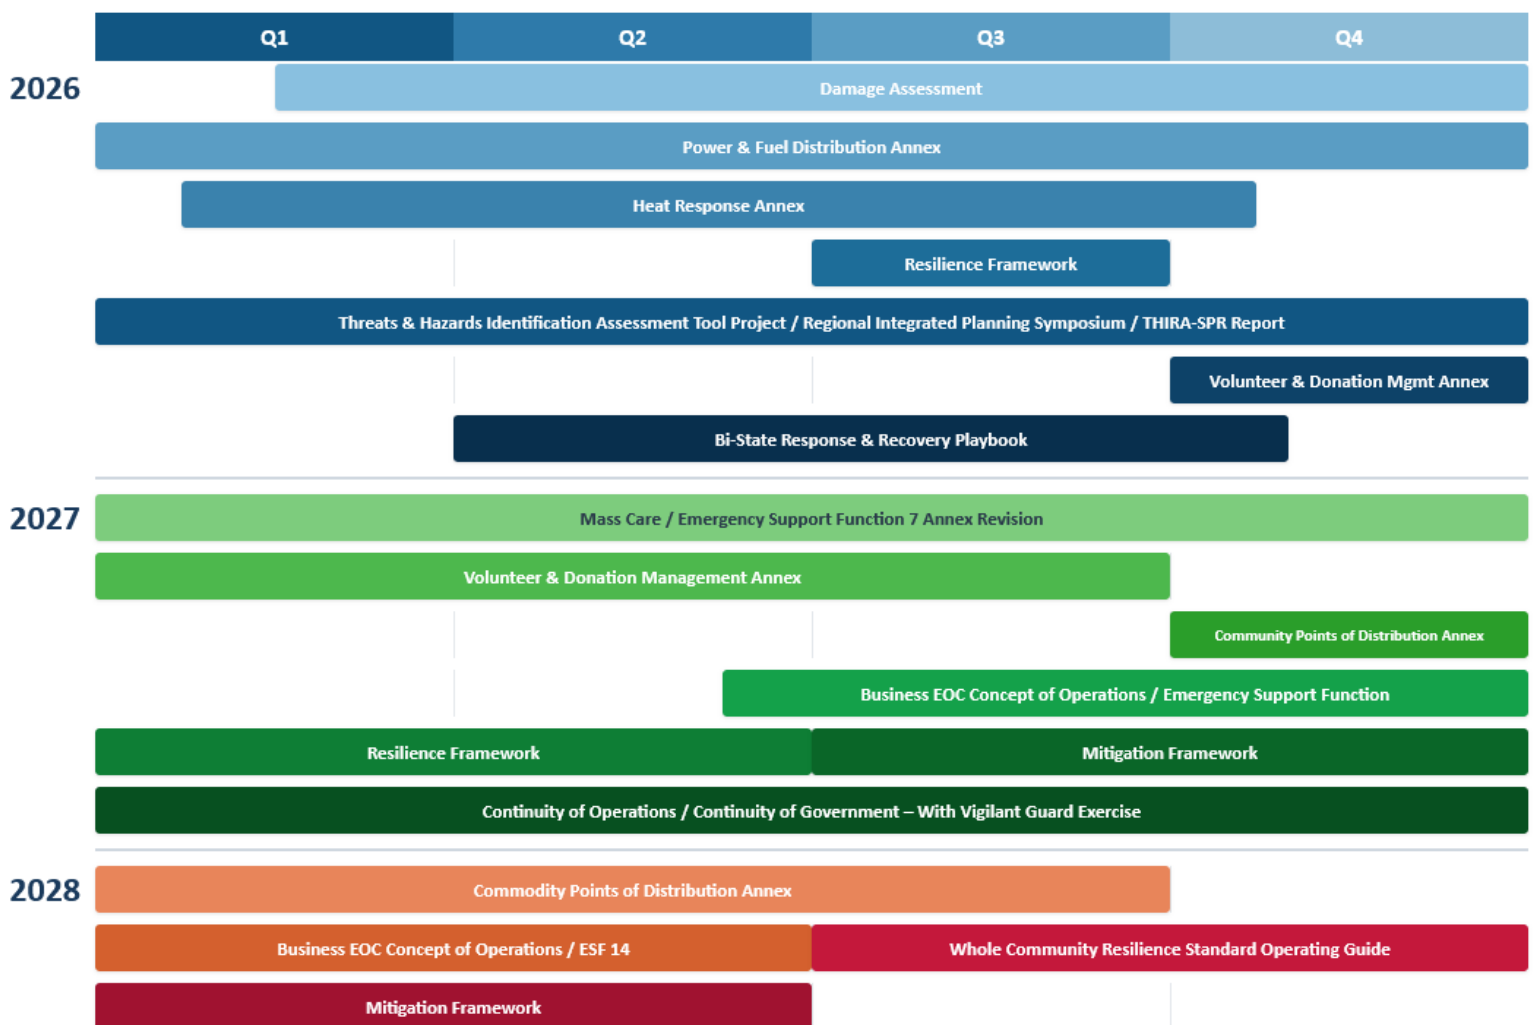 Q1 Q2 Q3 Q4
2026
Damage Assessment
Power & Fuel Distribution Annex
Heat Response Annex
Resilience Framework
Threats & Hazards Identification Assessment Tool Project / Regional Integrated Planning Symposium / THIRA-SPR Report
Volunteer & Donation Mgmt Annex
Bi-State Response & Recovery Playbook
2027
Mass Care / Emergency Support Function 7 Annex Revision
Volunteer & Donation Management Annex
Community Points of Distribution Annex
Business EOC Concept of Operations / Emergency Support Function
Resilience Framework
Mitigation Framework
Continuity of Operations / Continuity of Government – With Vigilant Guard Exercise
2028
Commodity Points of Distribution Annex
Business EOC Concept of Operations / ESF 14
Whole Community Resilience Standard Operating Guide
Mitigation Framework